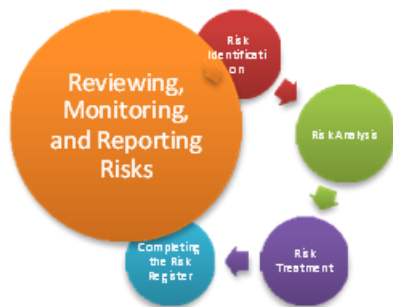 Reviewing,
Monitoring,
and Reporting
Risks
Risk
Identificati
on
Risk Analysis
Risk
Treatment
Completing
the Risk
Register